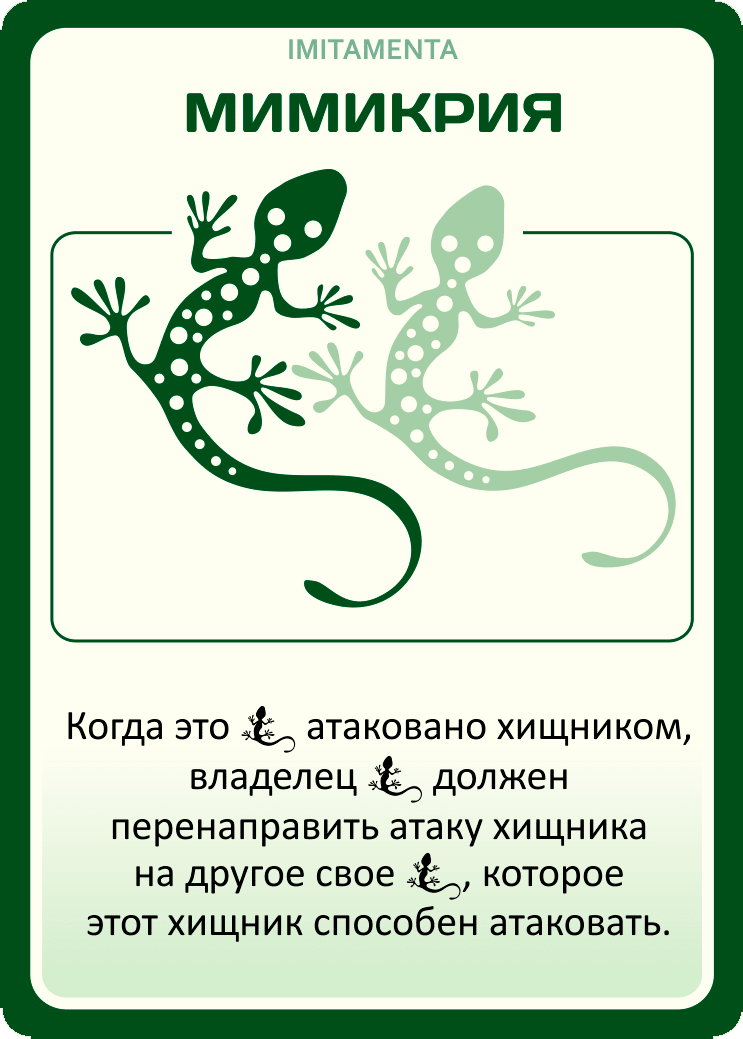 IMITAMENTA
МИМИКРИЯ
Когда это атаковано хищником,
владелец должен
перенаправить атаку хищника
на другое свое , которое
этот хищник способен атаковать.